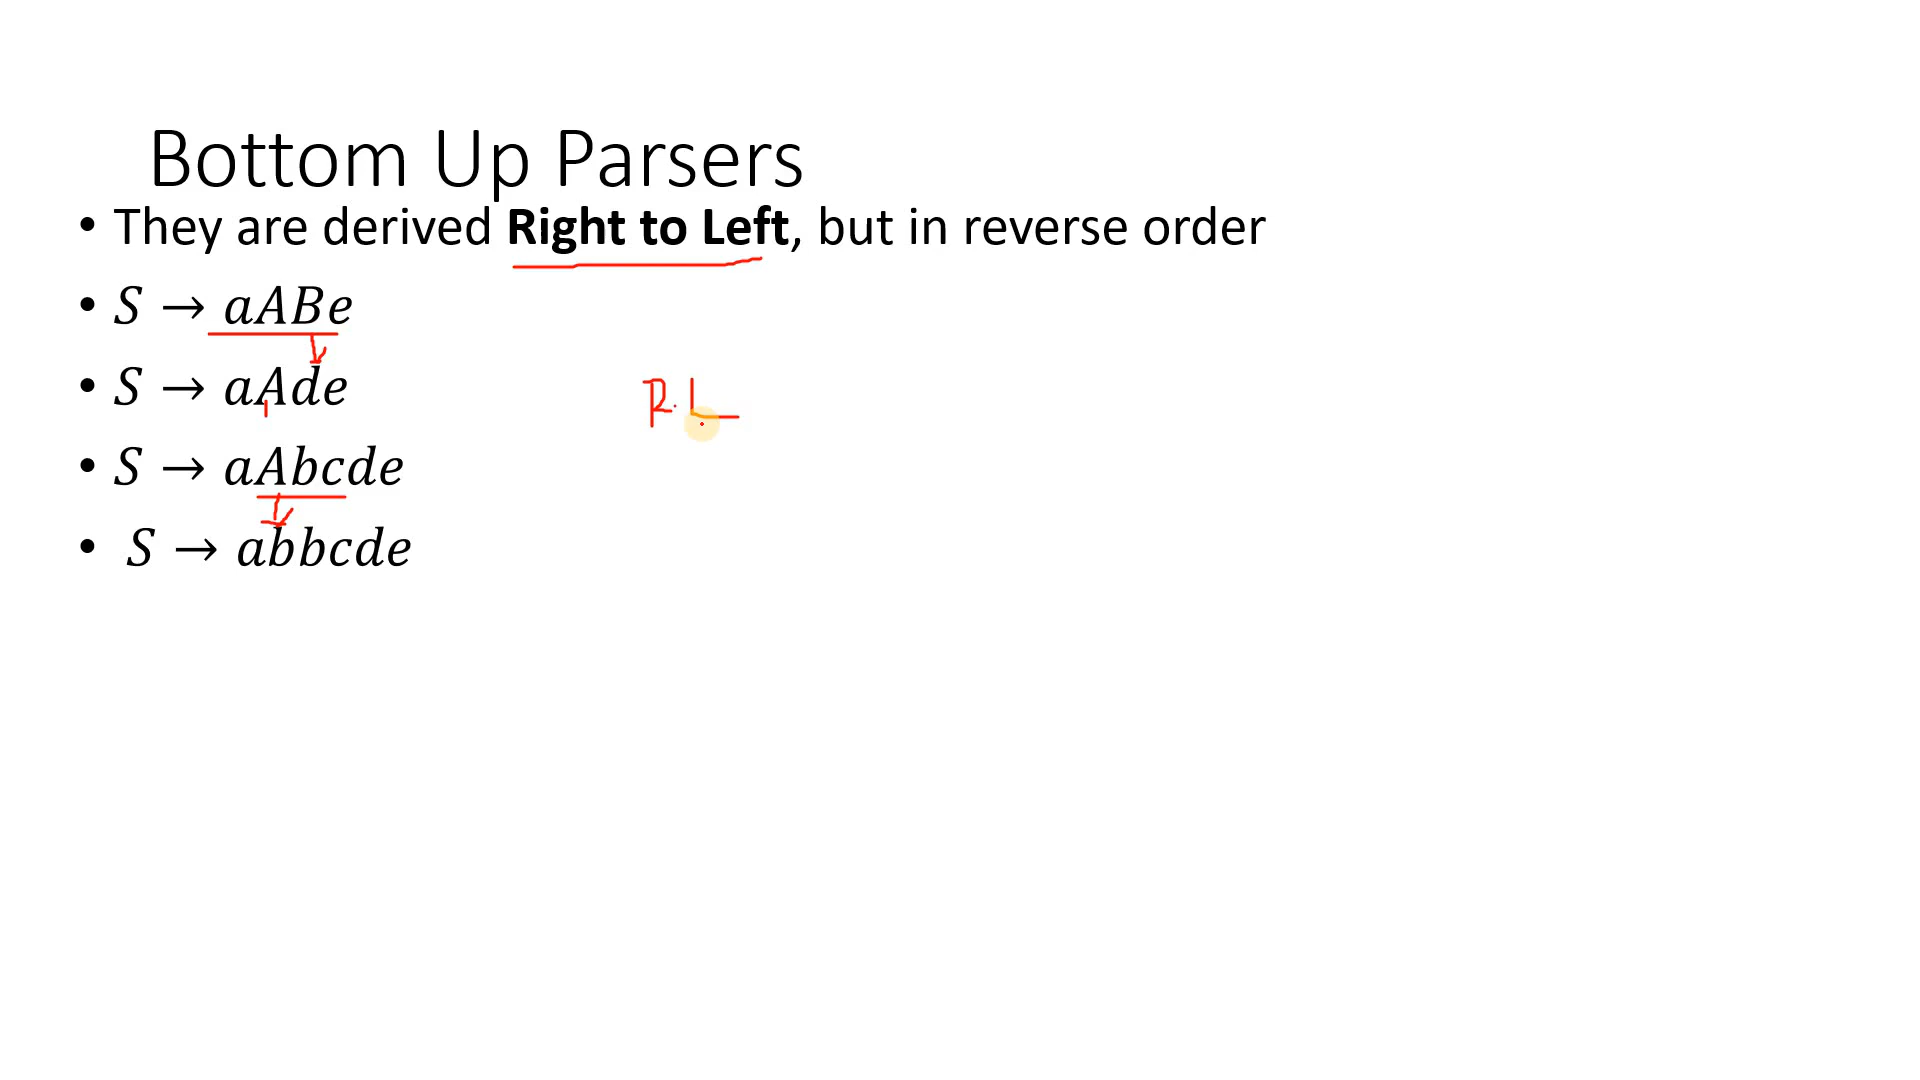 Bottom Up Parsers
• They are derived Right to Left, but in reverse order
• S → aABe
• S → aAde
R.L
• S → aAbcde
• S → abbcde